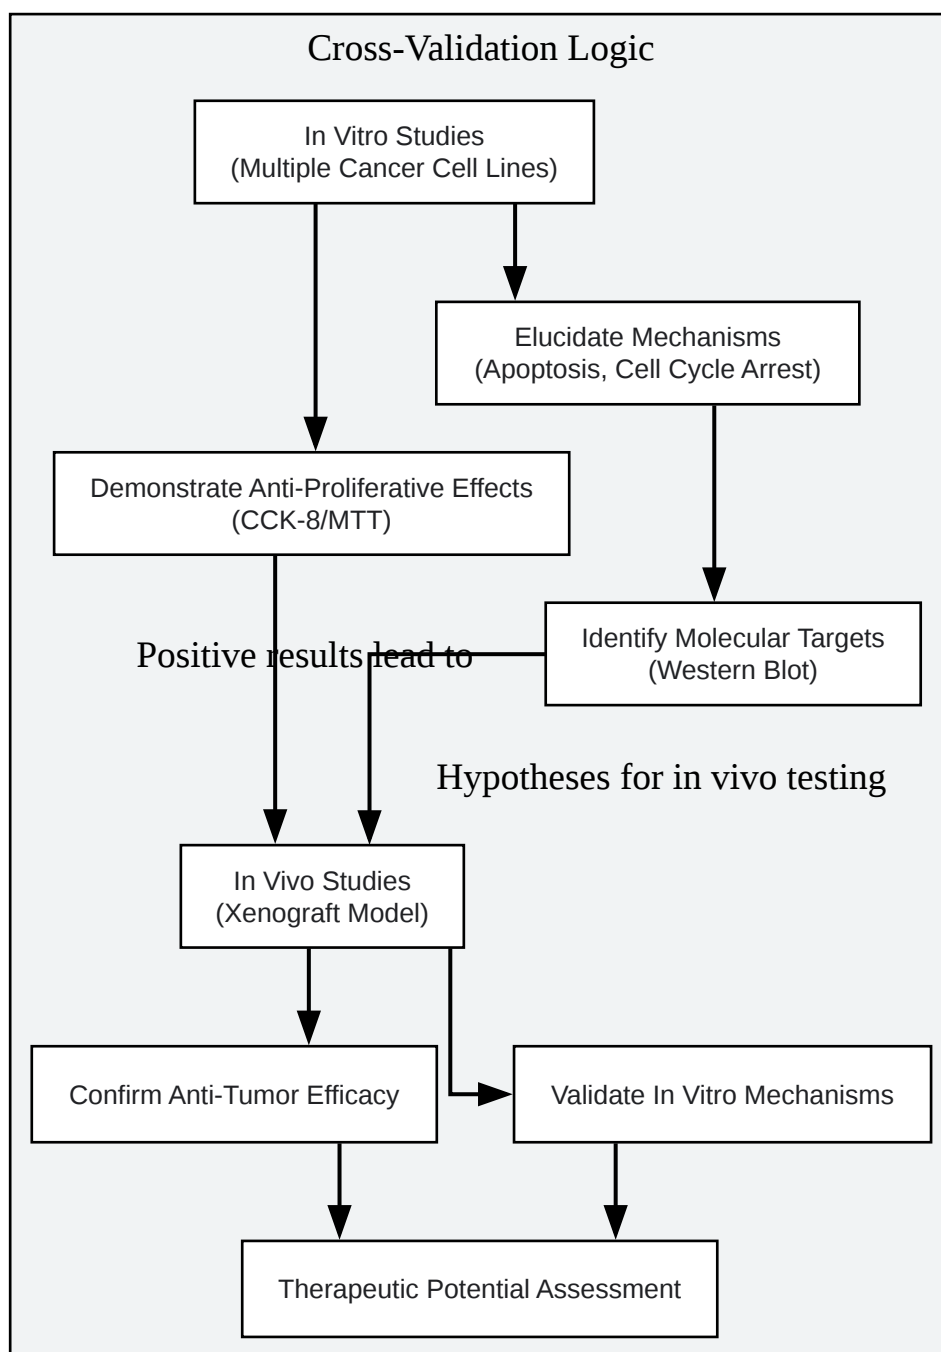 Cross-Validation Logic
In Vitro Studies
(Multiple Cancer Cell Lines)
Elucidate Mechanisms
(Apoptosis, Cell Cycle Arrest)
Demonstrate Anti-Proliferative Effects
(CCK-8/MTT)
Identify Molecular Targets
(Western Blot)
Positive results lead to
Hypotheses for in vivo testing
In Vivo Studies
(Xenograft Model)
Confirm Anti-Tumor Efficacy
Validate In Vitro Mechanisms
Therapeutic Potential Assessment